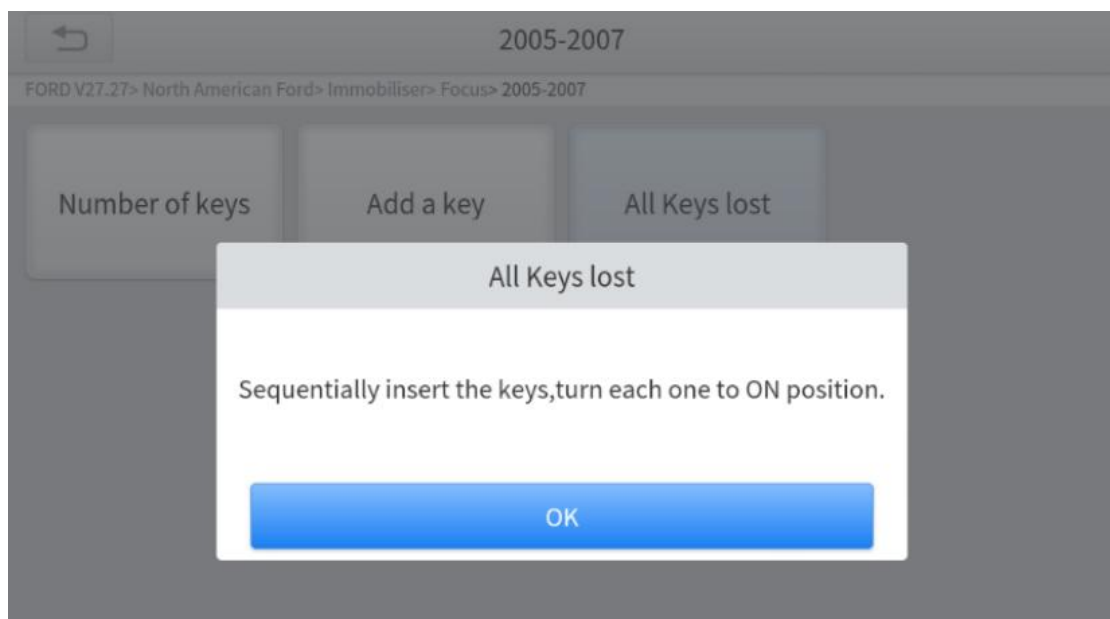 2005-2007
FORD V27.27> North American Ford> Immobiliser> Focus> 2005-2007
Number of keys
Add a key
All Keys lost
All Keys lost
Sequentially insert the keys,turn each one to ON position.
OK